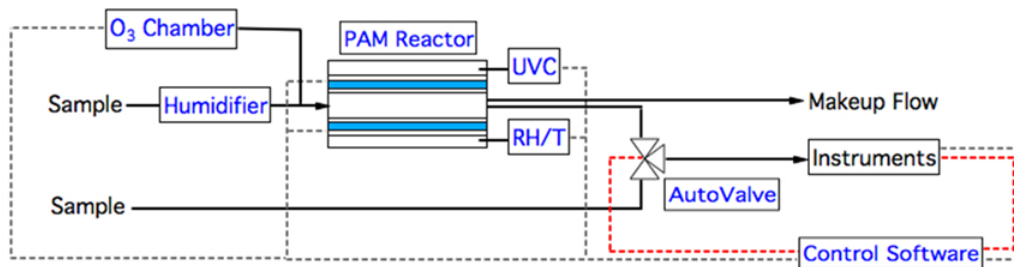 O₃ Chamber
PAM Reactor
UVC
Sample
Humidifier
Makeup Flow
RH/T
Instruments
Sample
AutoValve
Control Software